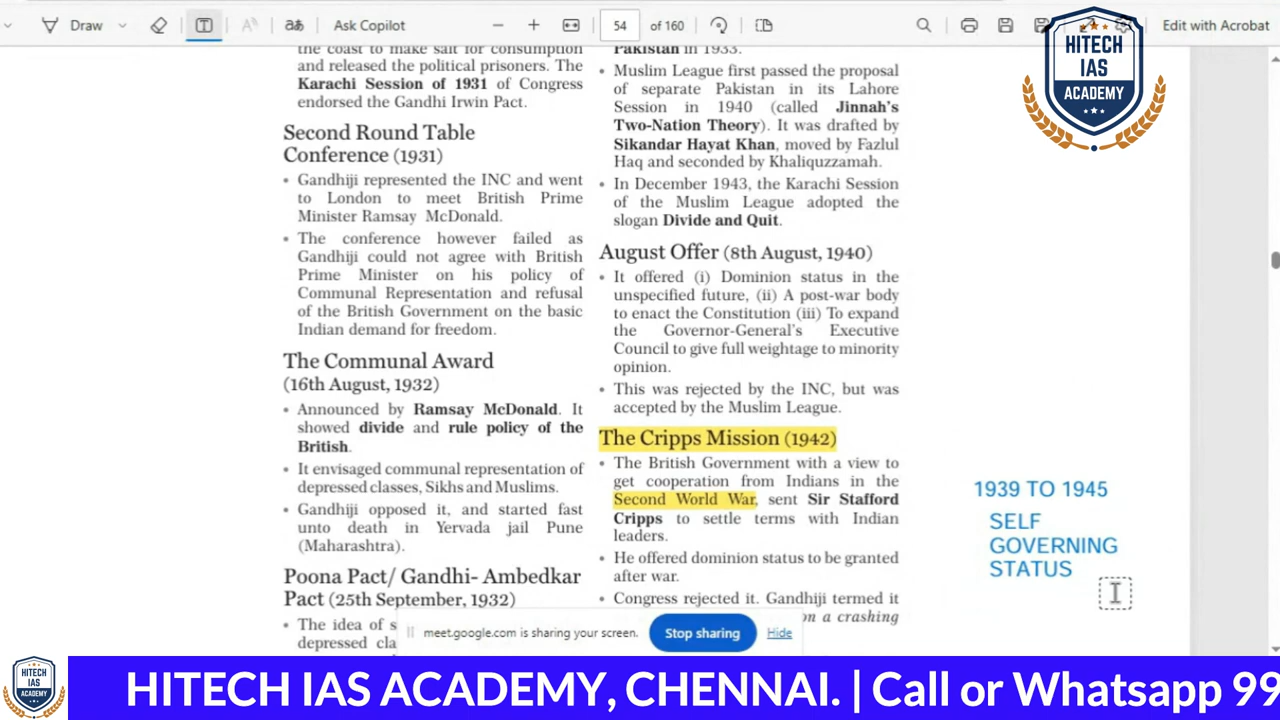 Draw
Ask Copilot
54 of 160
Edit with Acrobat
HITECH
IAS
ACADEMY
the coast to make salt for consumption
and released the political prisoners. The
Karachi Session of 1931 of Congress
endorsed the Gandhi Irwin Pact.
Second Round Table
Conference (1931)
• Gandhiji represented the INC and went
to London to meet British Prime
Minister Ramsay McDonald.
• The conference however failed as
Gandhiji could not agree with British
Prime Minister on his policy of
Communal Representation and refusal
of the British Government on the basic
Indian demand for freedom.
The Communal Award
(16th August, 1932)
• Announced by Ramsay McDonald. It
showed divide and rule policy of the
British.
• It envisaged communal representation of
depressed classes, Sikhs and Muslims.
• Gandhiji opposed it, and started fast
unto death in Yervada jail Pune
(Maharashtra).
Poona Pact/ Gandhi- Ambedkar
Pact (25th September, 1932)
• The idea of s
depressed cla
Pakistan in 1933.
• Muslim League first passed the proposal
of separate Pakistan in its Lahore
Session in 1940 (called Jinnah's
Two-Nation Theory). It was drafted by
Sikandar Hayat Khan, moved by Fazlul
Haq and seconded by Khaliquzzamah.
• In December 1943, the Karachi Session
of the Muslim League adopted the
slogan Divide and Quit.
August Offer (8th August, 1940)
• It offered (i) Dominion status in the
unspecified future, (ii) A post-war body
to enact the Constitution (iii) To expand
the Governor-General's Executive
Council to give full weightage to minority
opinion.
• This was rejected by the INC, but was
accepted by the Muslim League.
The Cripps Mission (1942)
• The British Government with a view to
get cooperation from Indians in the
Second World War, sent Sir Stafford
Cripps to settle terms with Indian
leaders.
• He offered dominion status to be granted
after war.
• Congress rejected it. Gandhiji termed it
on a crashing
1939 TO 1945
SELF
GOVERNING
STATUS
meet.google.com is sharing your screen.
Stop sharing
Hide
HITECH
IAS
ACADEMY
HITECH IAS ACADEMY, CHENNAI. | Call or Whatsapp 99